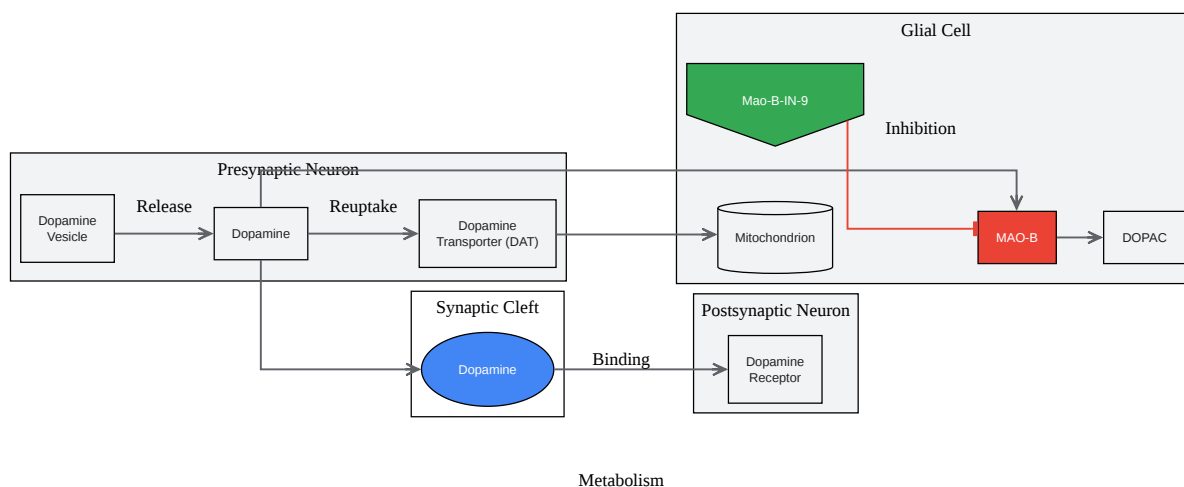 Glial Cell
Mao-B-IN-9
Inhibition
Presynaptic Neuron
Dopamine
Vesicle
Release
Dopamine
Reuptake
Dopamine
Transporter (DAT)
Mitochondrion
MAO-B
DOPAC
Synaptic Cleft
Dopamine
Binding
Postsynaptic Neuron
Dopamine
Receptor
Metabolism